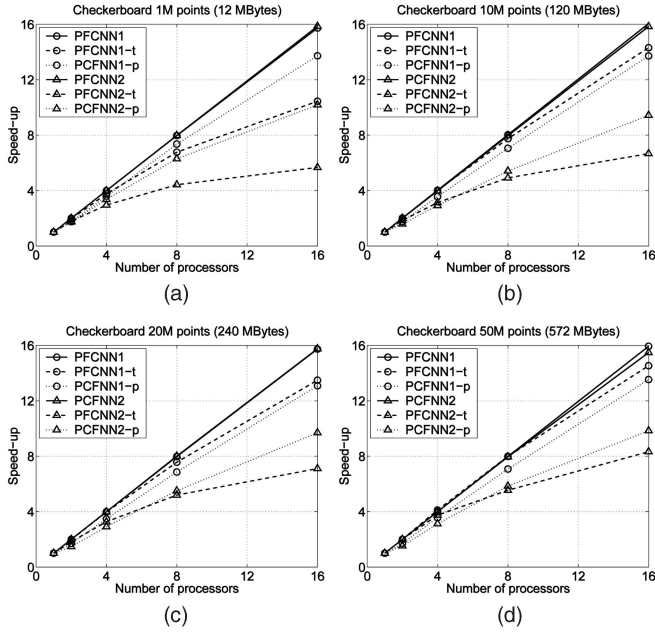 Checkerboard 1M points (12 MBytes)
16
12
8
4
0
Speed-up
PFCNN1
PFCNN1-t
PCFNN1-p
PFCNN2
PCFNN2-t
PCFNN2-p
0 4 8 12 16
Number of processors
(a)
Checkerboard 10M points (120 MBytes)
16
12
8
4
0
Speed-up
PFCNN1
PFCNN1-t
PCFNN1-p
PFCNN2
PCFNN2-t
PCFNN2-p
0 4 8 12 16
Number of processors
(b)
Checkerboard 20M points (240 MBytes)
16
12
8
4
0
Speed-up
PFCNN1
PFCNN1-t
PCFNN1-p
PFCNN2
PCFNN2-t
PCFNN2-p
0 4 8 12 16
Number of processors
(c)
Checkerboard 50M points (572 MBytes)
16
12
8
4
0
Speed-up
PFCNN1
PFCNN1-t
PCFNN1-p
PFCNN2
PCFNN2-t
PCFNN2-p
0 4 8 12 16
Number of processors
(d)